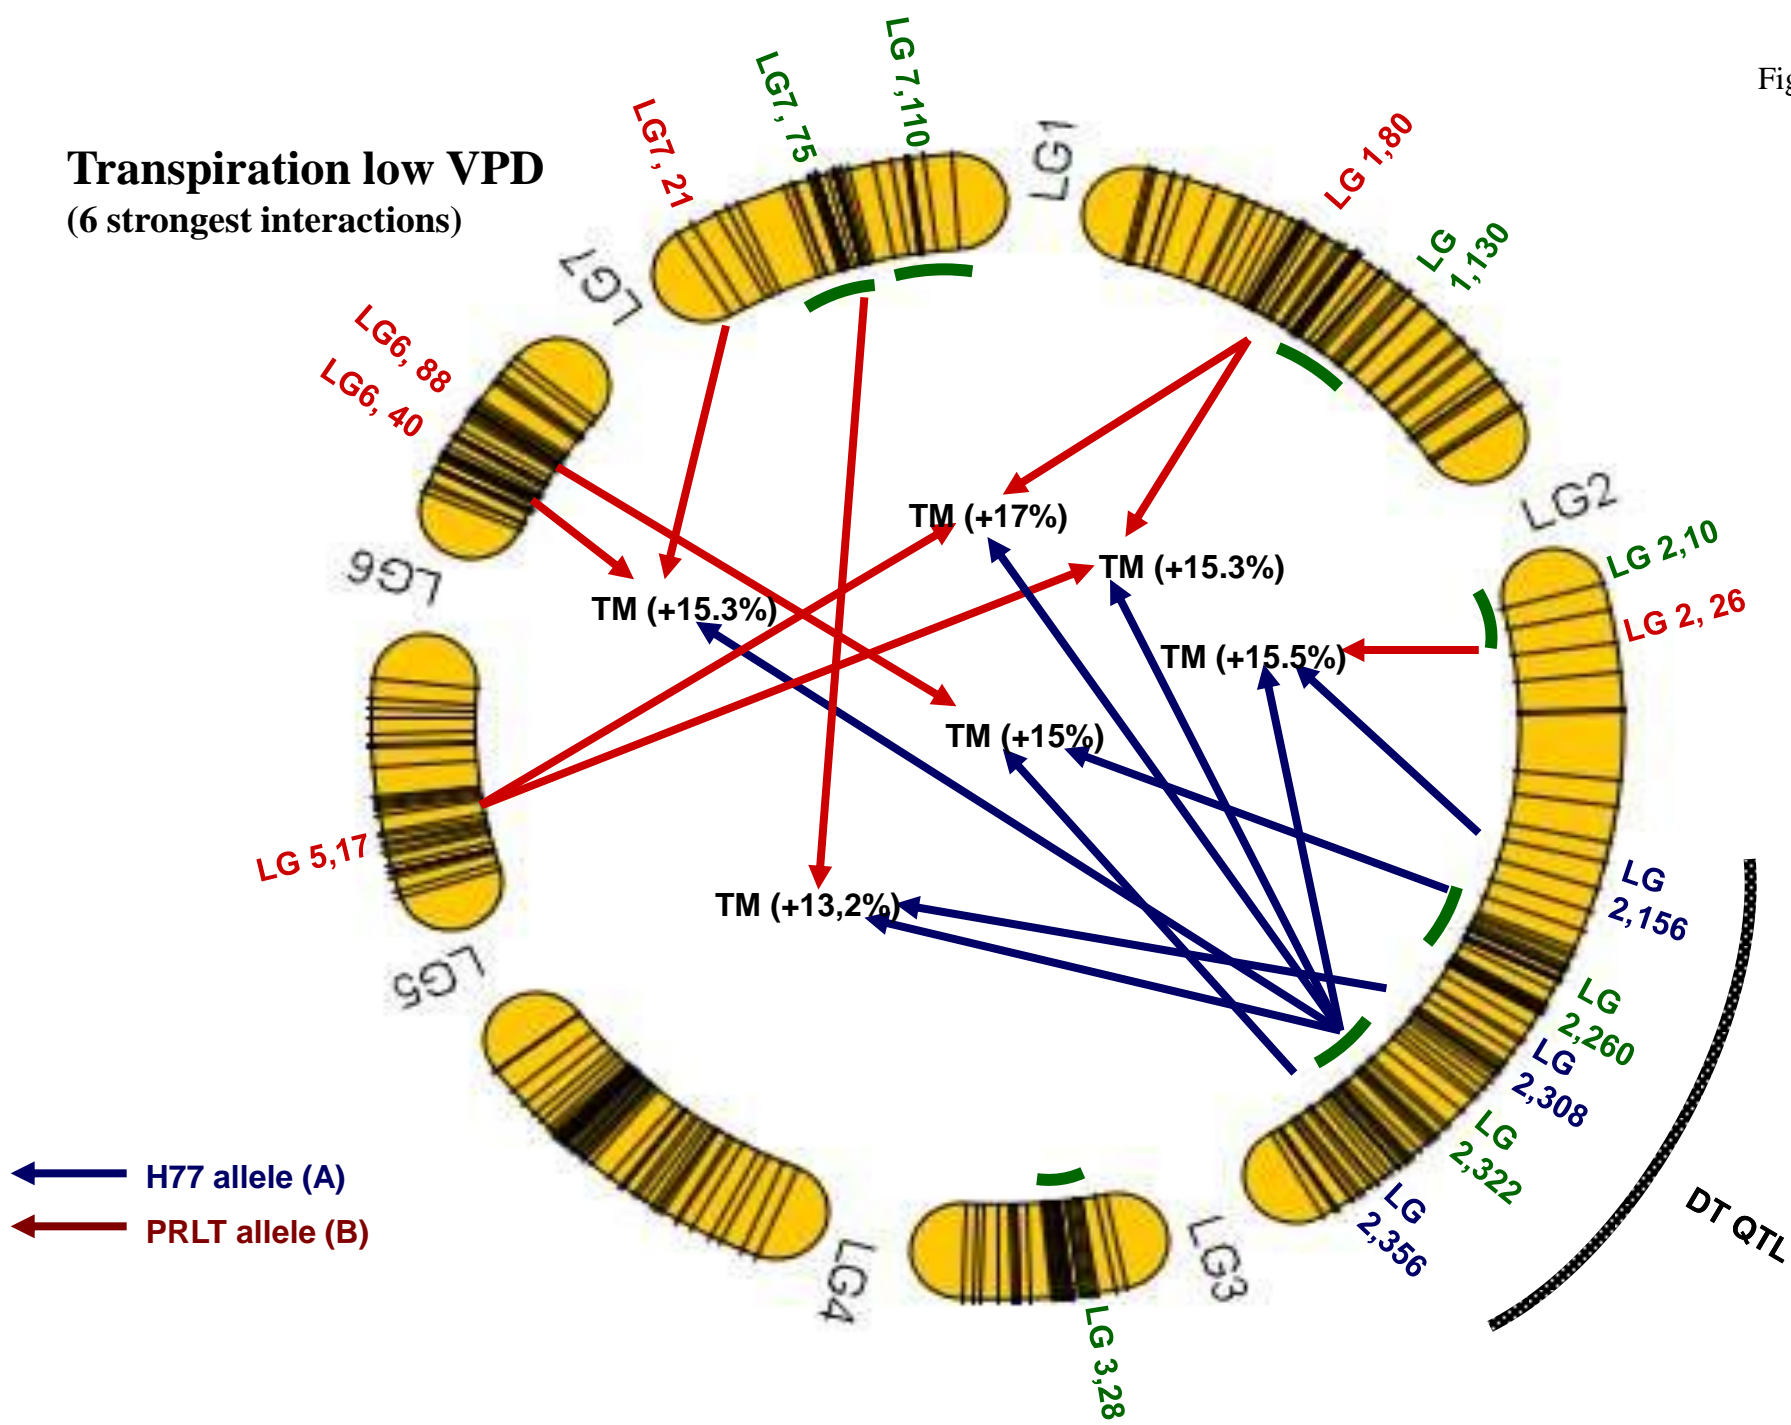 Fig
Transpiration low VPD
(6 strongest interactions)
LG7, 21
LG7, 75
LG 7,110
LG1
LG 1,80
LG
1,130
LG7
LG6, 88
LG6, 40
LG2
LG 2,10
LG 2, 26
TM (+17%)
TM (+15.3%)
TM (+15.3%)
TM (+15.5%)
TM (+15%)
TM (+13,2%)
LG6
LG 5,17
LG5
LG
2,156
LG
2,260
LG
2,308
LG
2,322
LG
2,356
DT QTL
LG4
LG3
LG 3,28
H77 allele (A)
PRLT allele (B)